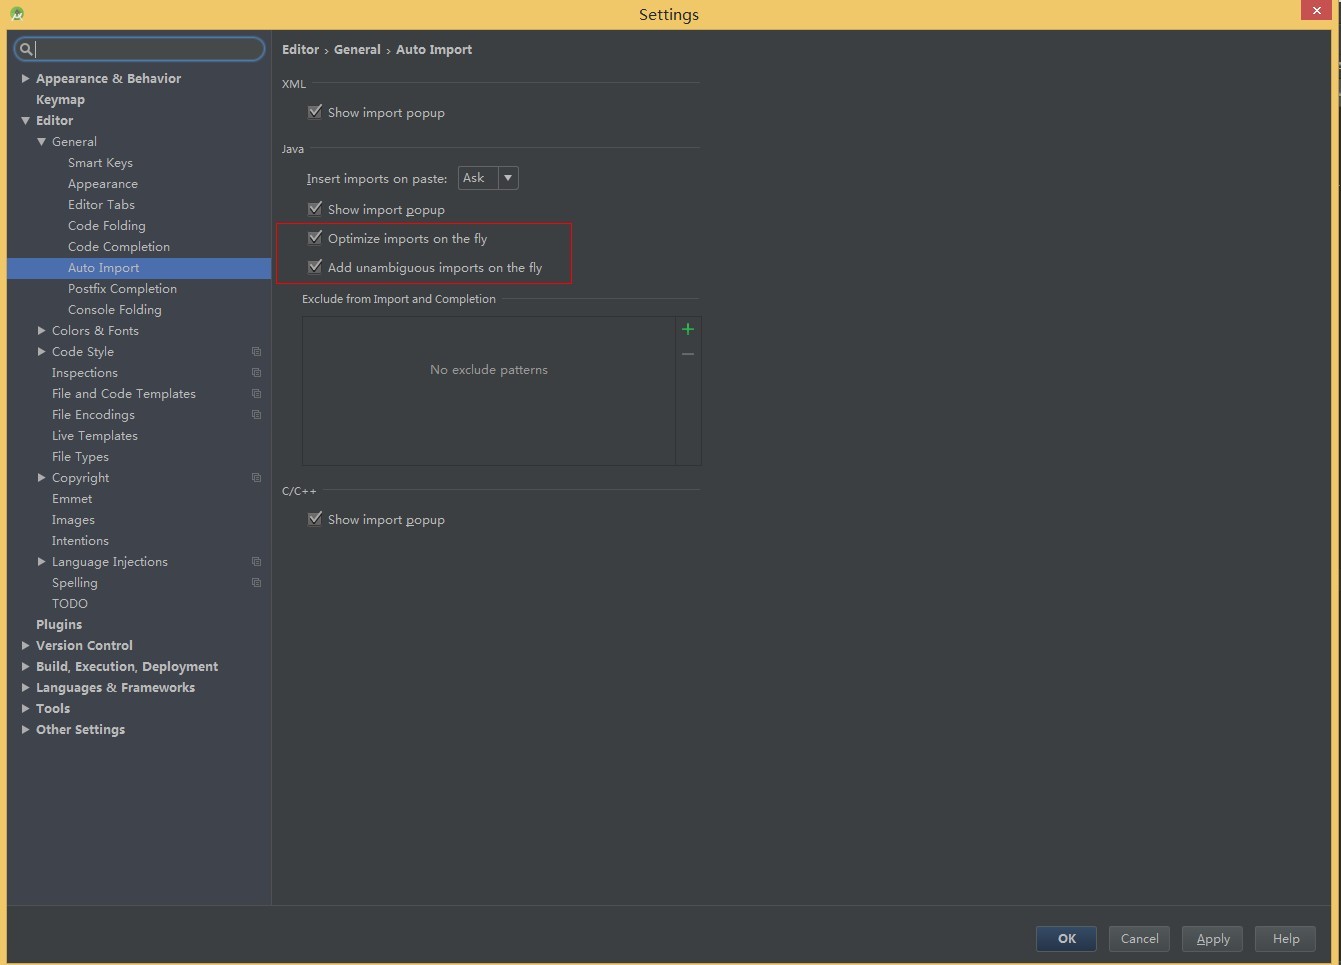 Settings
Editor › General › Auto Import
Appearance & Behavior
Keymap
Editor
General
Smart Keys
Appearance
Editor Tabs
Code Folding
Code Completion
Auto Import
Postfix Completion
Console Folding
Colors & Fonts
Code Style
Inspections
File and Code Templates
File Encodings
Live Templates
File Types
Copyright
Emmet
Images
Intentions
Language Injections
Spelling
TODO
Plugins
Version Control
Build, Execution, Deployment
Languages & Frameworks
Tools
Other Settings
XML
Show import popup
Java
Insert imports on paste: Ask
Show import popup
Optimize imports on the fly
Add unambiguous imports on the fly
Exclude from Import and Completion
No exclude patterns
C/C++
Show import popup
OK Cancel Apply Help